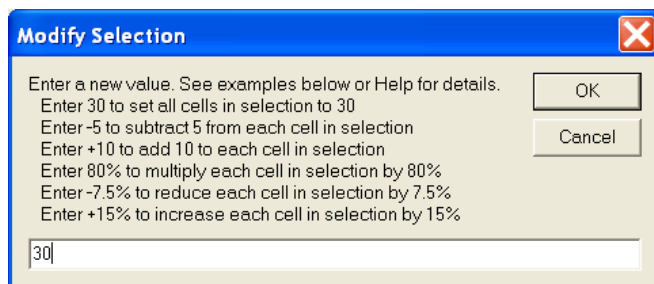 Modify Selection
Enter a new value. See examples below or Help for details.
Enter 30 to set all cells in selection to 30
Enter -5 to subtract 5 from each cell in selection
Enter +10 to add 10 to each cell in selection
Enter 80% to multiply each cell in selection by 80%
Enter -7.5% to reduce each cell in selection by 7.5%
Enter +15% to increase each cell in selection by 15%
OK
Cancel
30